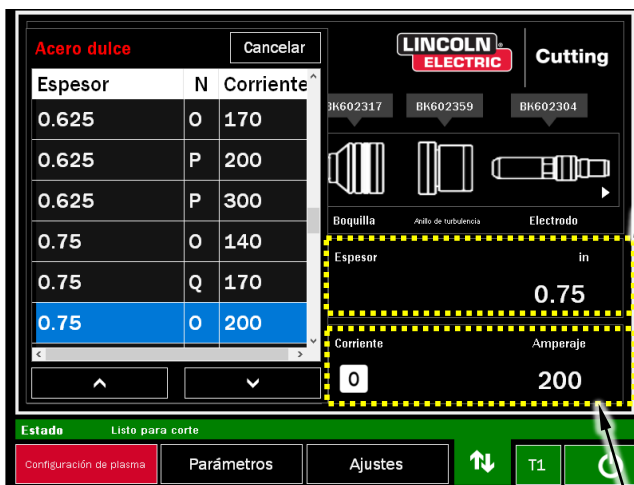 Acero dulce
Cancelar
Espesor N Corriente
0.625 O 170
0.625 P 200
0.625 P 300
0.75 O 140
0.75 Q 170
0.75 O 200
LINCOLN
ELECTRIC
Cutting
BK602317 BK602359 BK602304
Boquilla Anillo de turbulencia Electrodo
Espesor in
0.75
Corriente Amperaje
O 200
Estado Listo para corte
Configuración de plasma Parámetros Ajustes T1